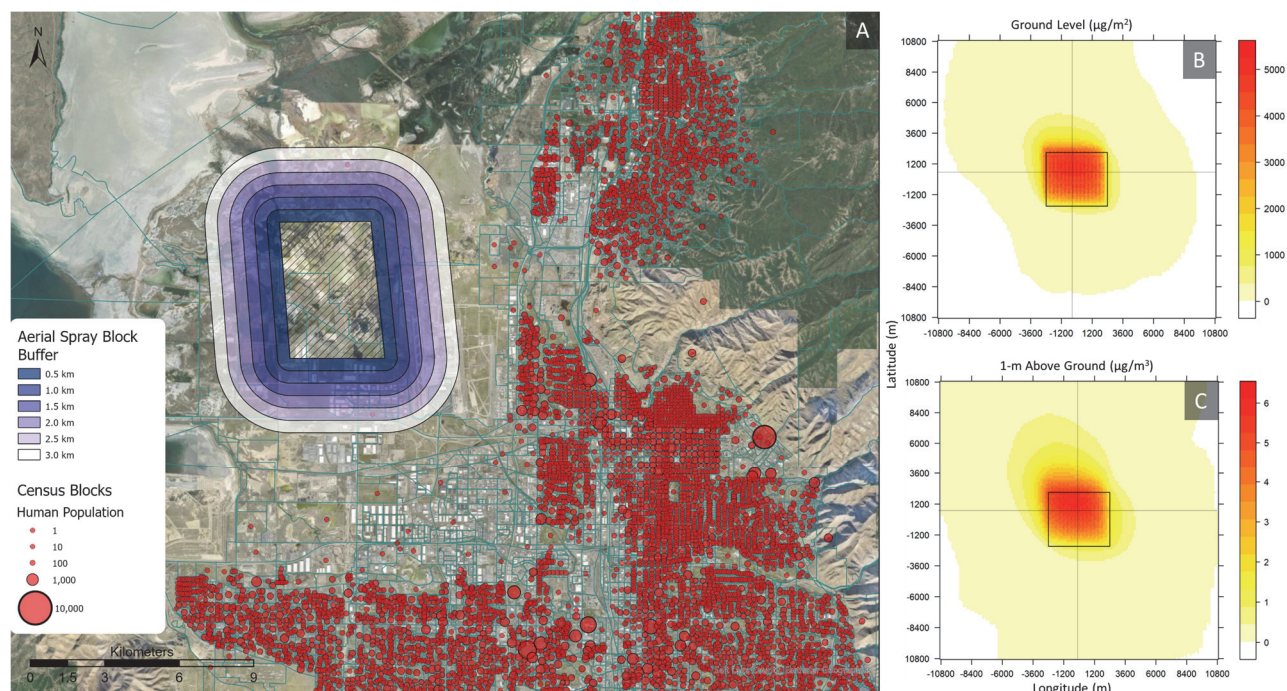 N
A
Aerial Spray Block
Buffer
0.5 km
1.0 km
1.5 km
2.0 km
2.5 km
3.0 km
Census Blocks
Human Population
1
10
100
1,000
10,000
Kilometers
0 1.5 3 6 9
Ground Level (µg/m²)
B
10800
8400
6000
3600
1200
-1200
-3600
-6000
-8400
10800
-10800 -8400 -6000 -3600 -1200 1200 3600 6000 8400 10800
5000
4000
3000
2000
1000
0
Latitude (m)
1-m Above Ground (µg/m³)
C
10800
8400
6000
3600
1200
-1200
-3600
-6000
-8400
10800
-10800 -8400 -6000 -3600 -1200 1200 3600 6000 8400 10800
6
5
4
3
2
1
0
Longitude (m)